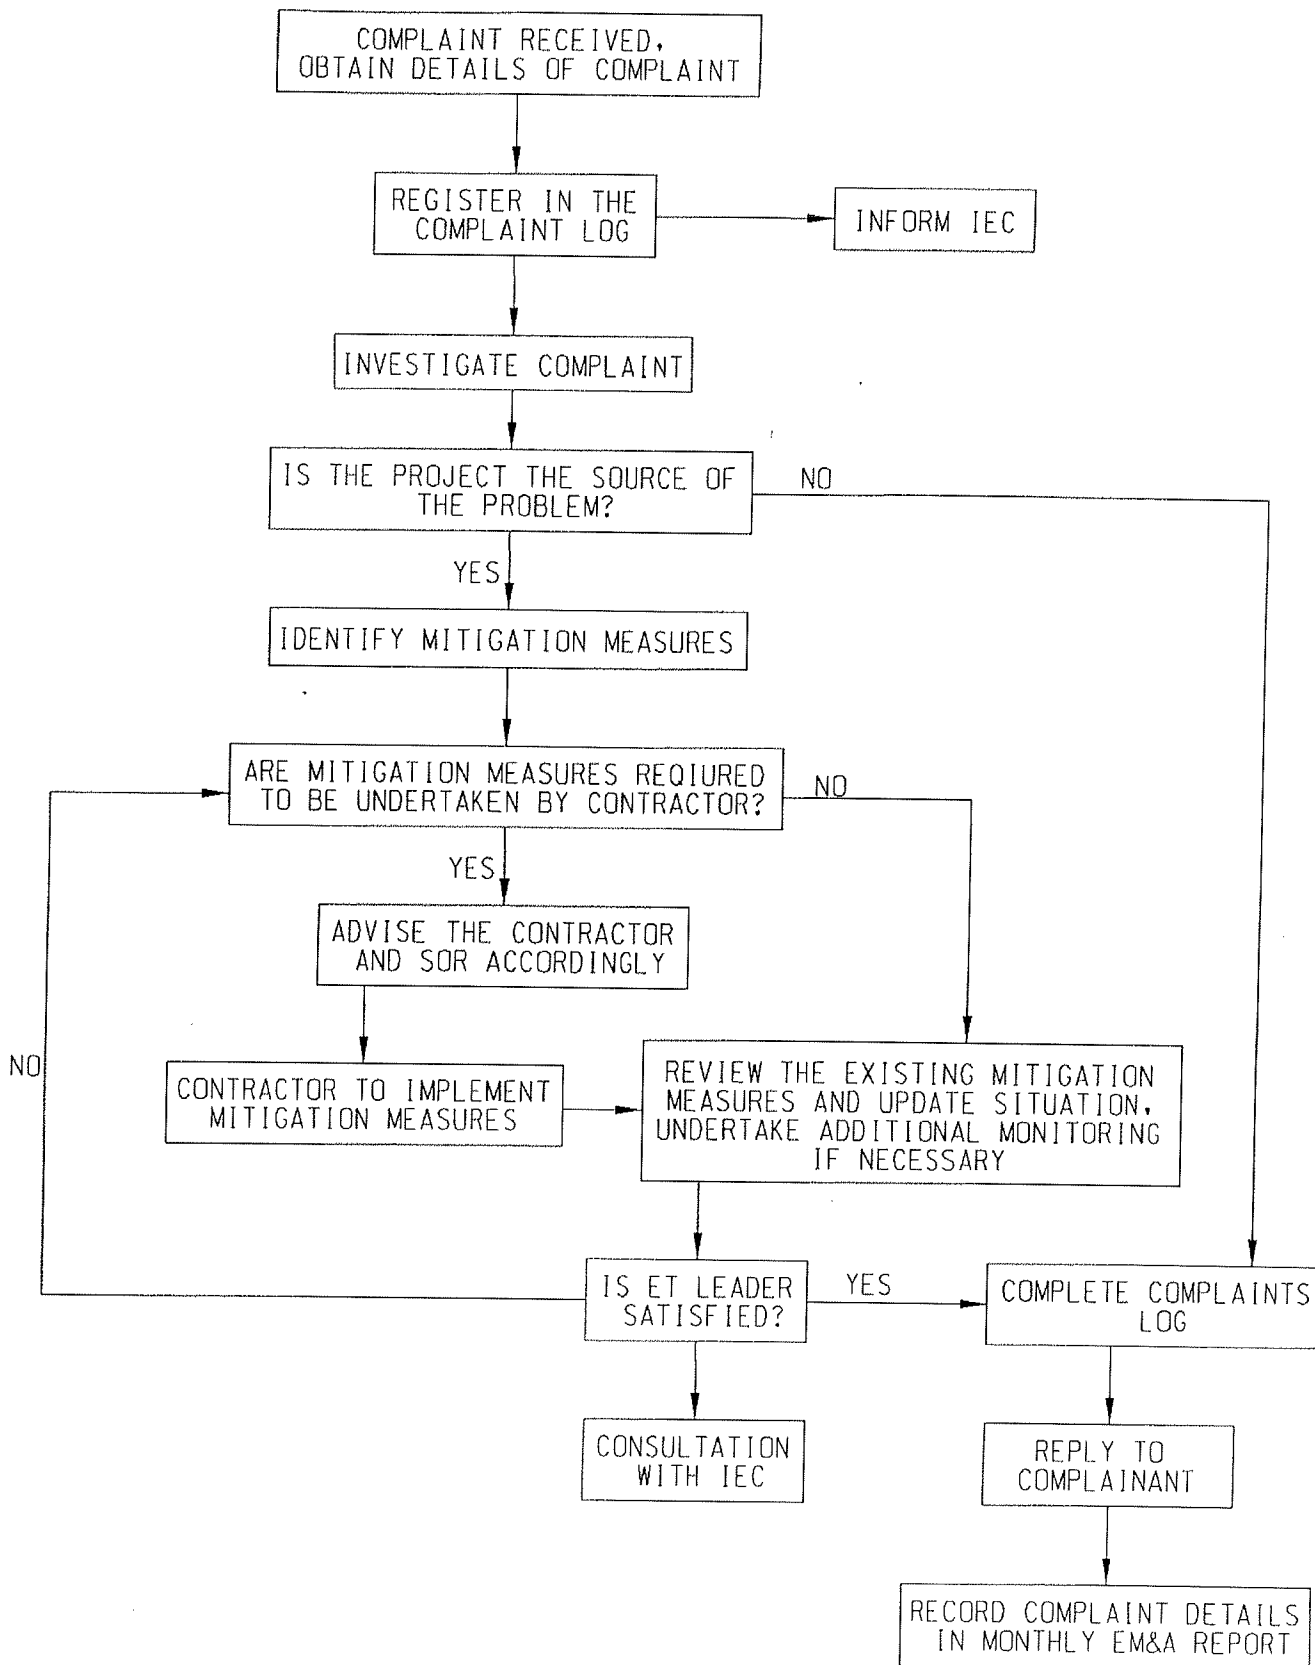 COMPLAINT RECEIVED,
OBTAIN DETAILS OF COMPLAINT
REGISTER IN THE
COMPLAINT LOG
INFORM IEC
INVESTIGATE COMPLAINT
IS THE PROJECT THE SOURCE OF
THE PROBLEM?
NO
YES
IDENTIFY MITIGATION MEASURES
ARE MITIGATION MEASURES REQIURED
TO BE UNDERTAKEN BY CONTRACTOR?
NO
YES
ADVISE THE CONTRACTOR
AND SOR ACCORDINGLY
NO
CONTRACTOR TO IMPLEMENT
MITIGATION MEASURES
REVIEW THE EXISTING MITIGATION
MEASURES AND UPDATE SITUATION,
UNDERTAKE ADDITIONAL MONITORING
IF NECESSARY
IS ET LEADER
SATISFIED?
YES
COMPLETE COMPLAINTS
LOG
CONSULTATION
WITH IEC
REPLY TO
COMPLAINANT
RECORD COMPLAINT DETAILS
IN MONTHLY EM&A REPORT